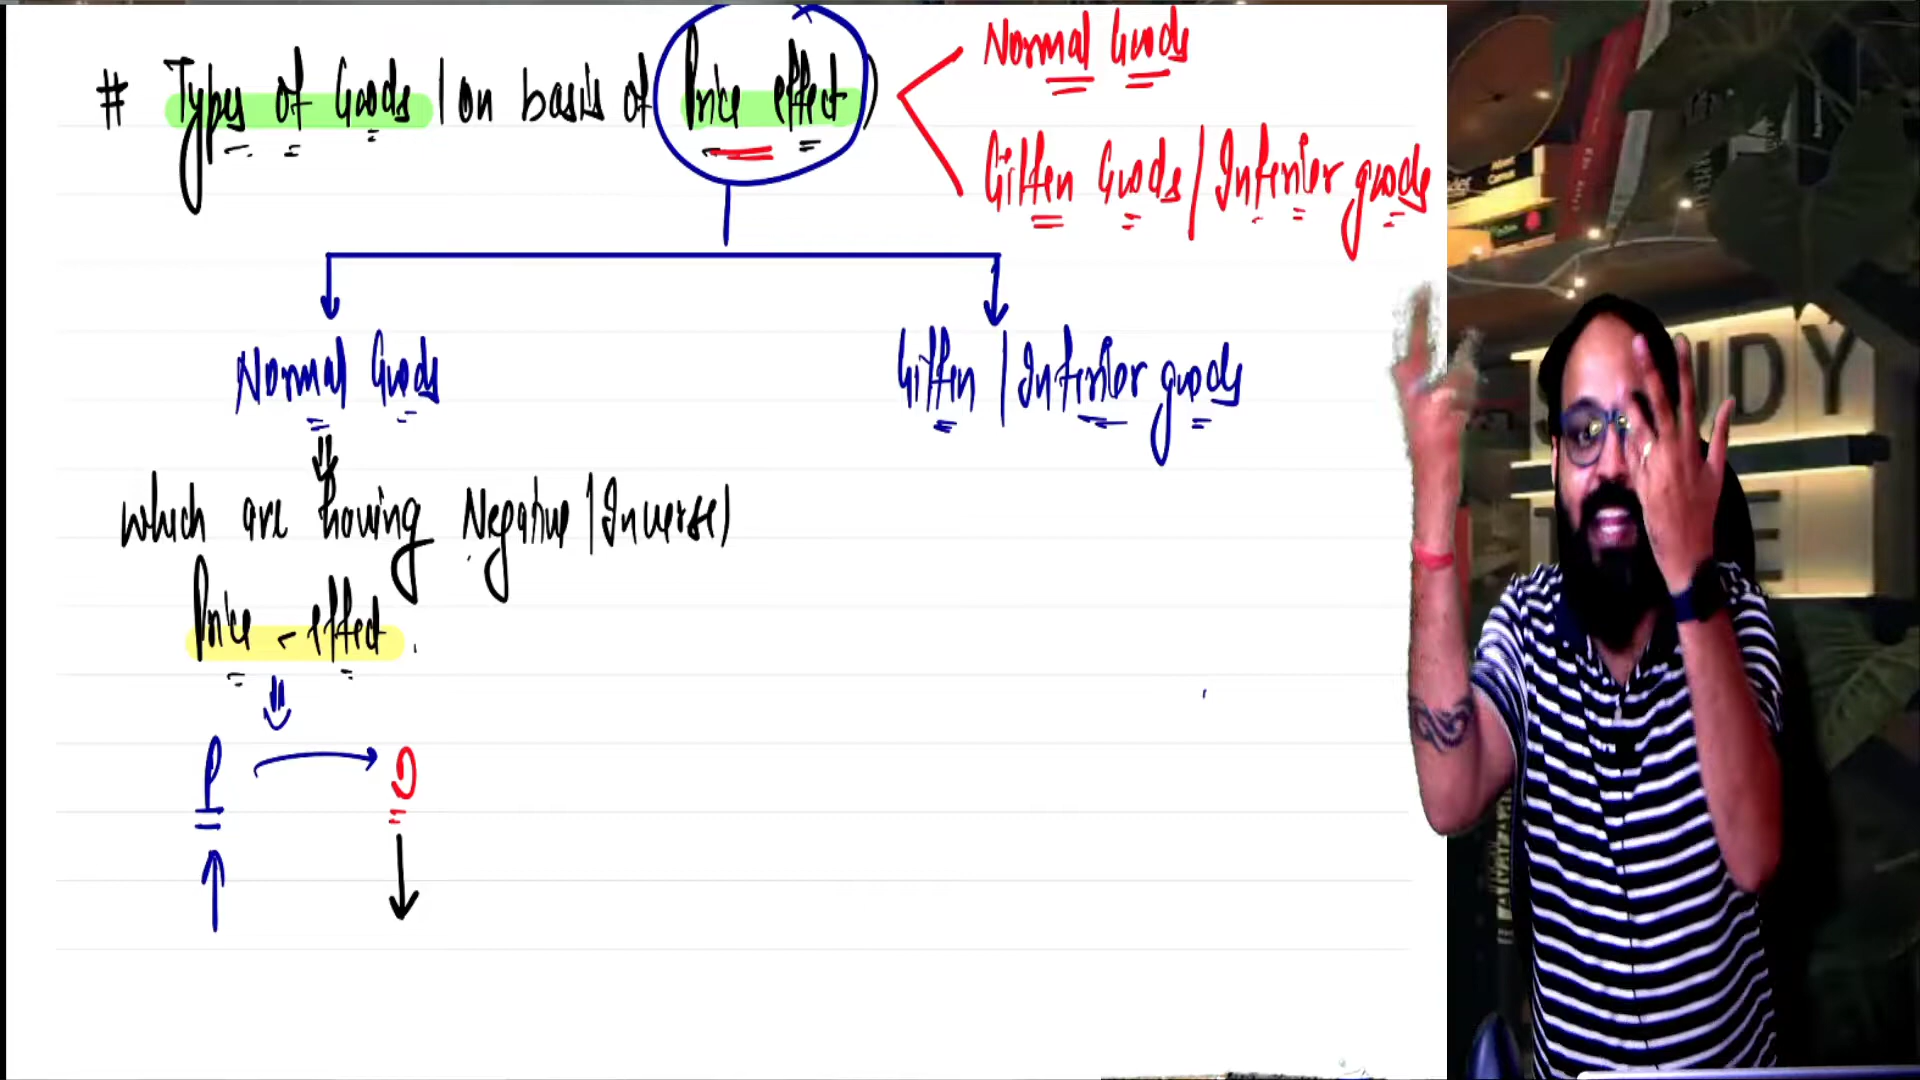 # Types of Goods (on basis of Price effect)
Normal Goods
Giffen Goods / Inferior goods
Normal Goods
Giffen / Inferior goods
which are having Negative (Inverse)
Price - effect.
P → D
↑ ↓
UDY